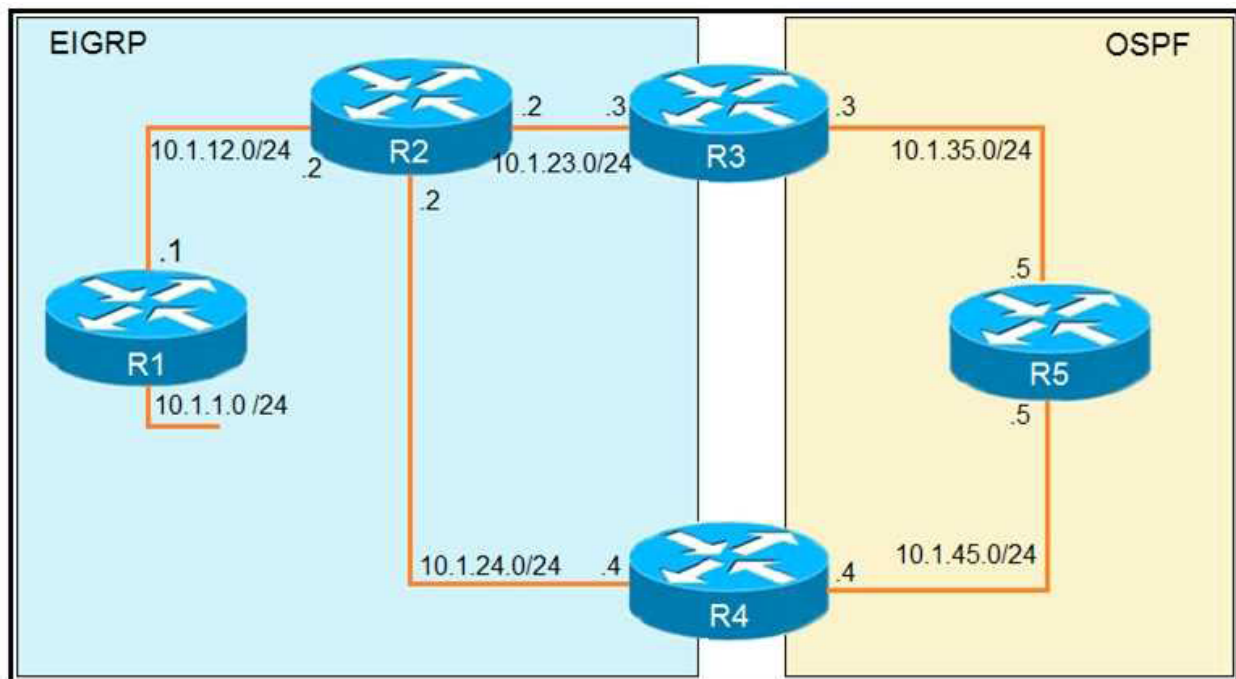 EIGRP
OSPF
.2
.3
.3
10.1.12.0/24
R2
10.1.23.0/24
R3
10.1.35.0/24
.2
.2
.1
.5
R1
R5
10.1.1.0 /24
.5
10.1.24.0/24
.4
10.1.45.0/24
.4
R4